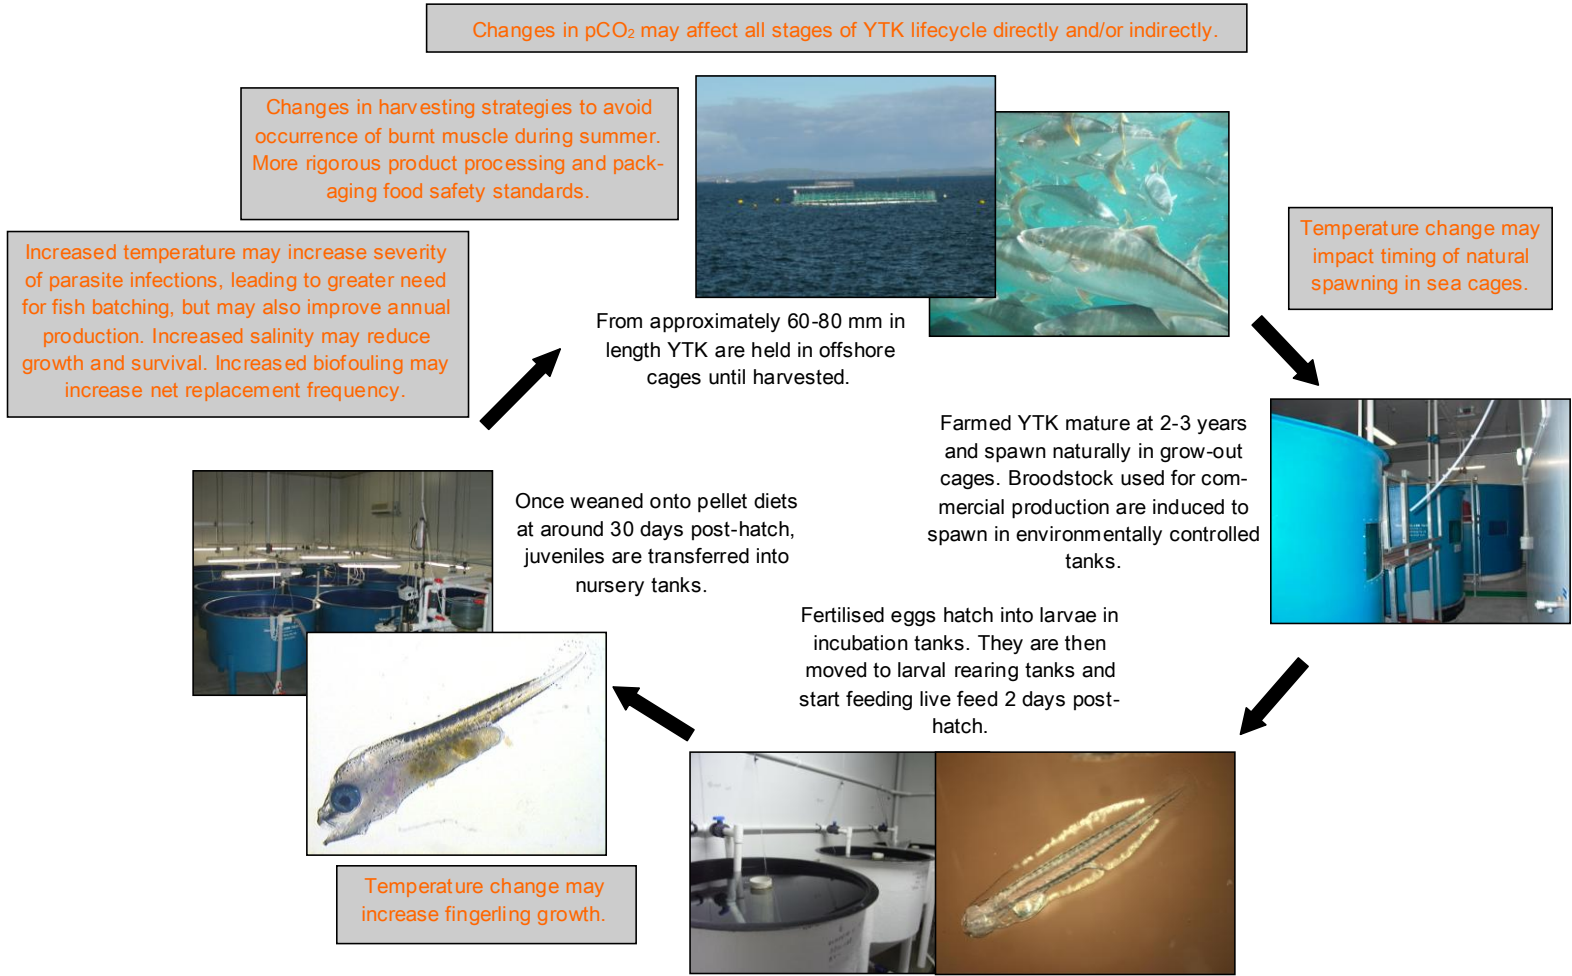 Changes in pCO₂ may affect all stages of YTK lifecycle directly and/or indirectly.
Changes in harvesting strategies to avoid
occurrence of burnt muscle during summer.
More rigorous product processing and pack-
aging food safety standards.
Increased temperature may increase severity
of parasite infections, leading to greater need
for fish batching, but may also improve annual
production. Increased salinity may reduce
growth and survival. Increased biofouling may
increase net replacement frequency.
From approximately 60-80 mm in
length YTK are held in offshore
cages until harvested.
Temperature change may
impact timing of natural
spawning in sea cages.
Farmed YTK mature at 2-3 years
and spawn naturally in grow-out
cages. Broodstock used for com-
mercial production are induced to
spawn in environmentally controlled
tanks.
Fertilised eggs hatch into larvae in
incubation tanks. They are then
moved to larval rearing tanks and
start feeding live feed 2 days post-
hatch.
Once weaned onto pellet diets
at around 30 days post-hatch,
juveniles are transferred into
nursery tanks.
Temperature change may
increase fingerling growth.